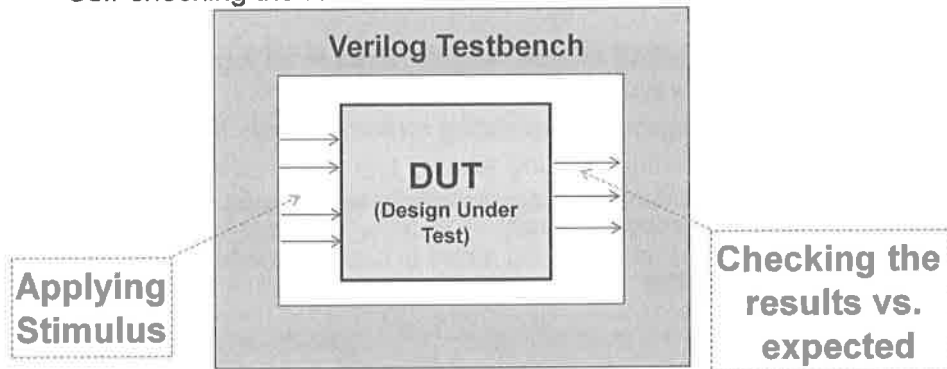 Verilog Testbench
DUT
(Design Under
Test)
Applying
Stimulus
Checking the
results vs.
expected